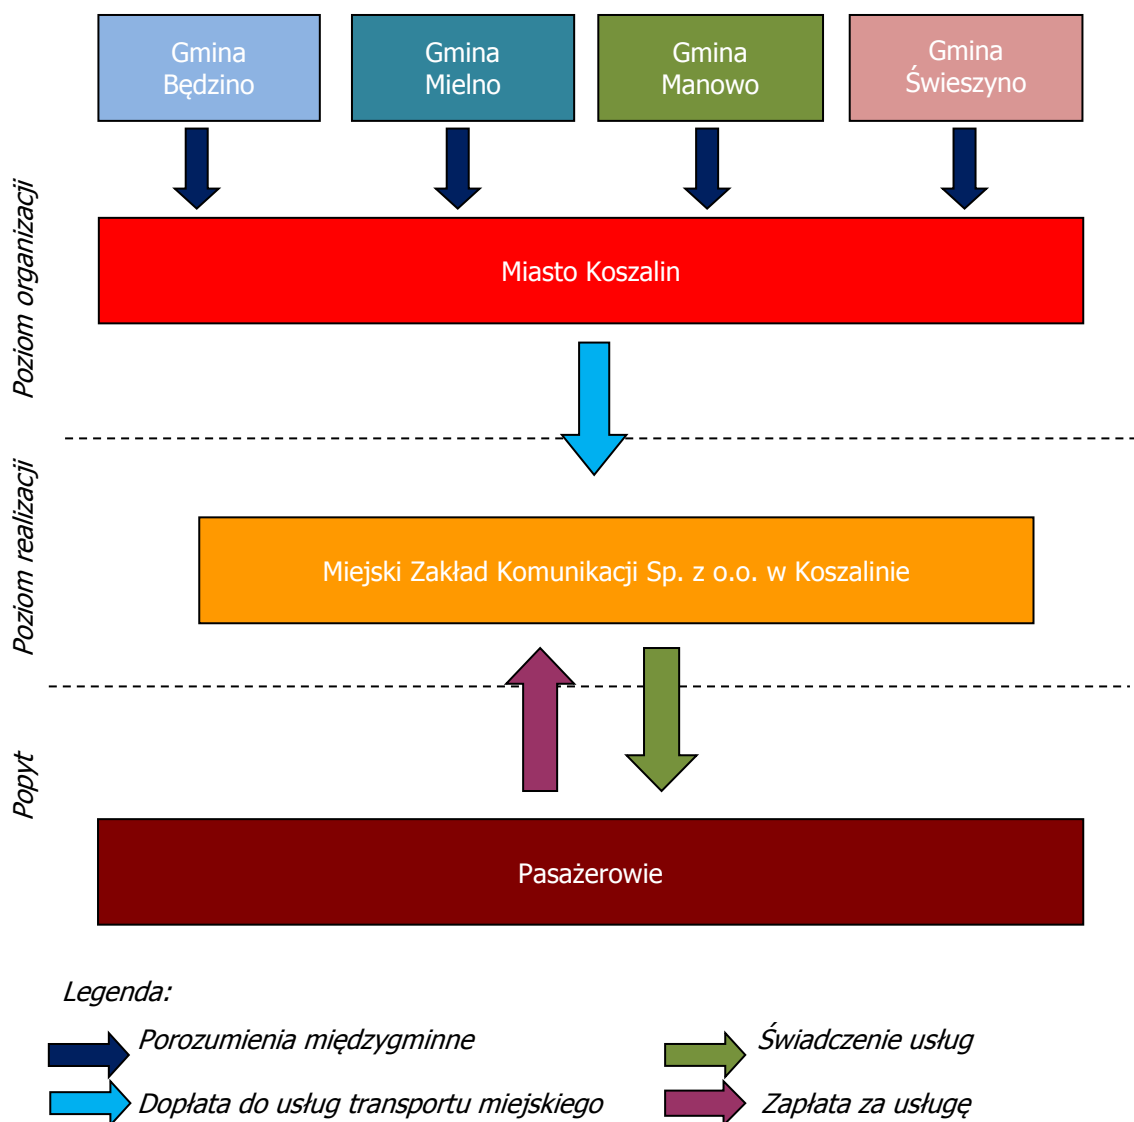 Gmina
Będzino
Gmina
Mielno
Gmina
Manowo
Gmina
Świeszyno
Poziom organizacji
Miasto Koszalin
Poziom realizacji
Miejski Zakład Komunikacji Sp. z o.o. w Koszalinie
Popyt
Pasażerowie
Legenda:
Porozumienia międzygminne
Świadczenie usług
Dopłata do usług transportu miejskiego
Zapłata za usługę